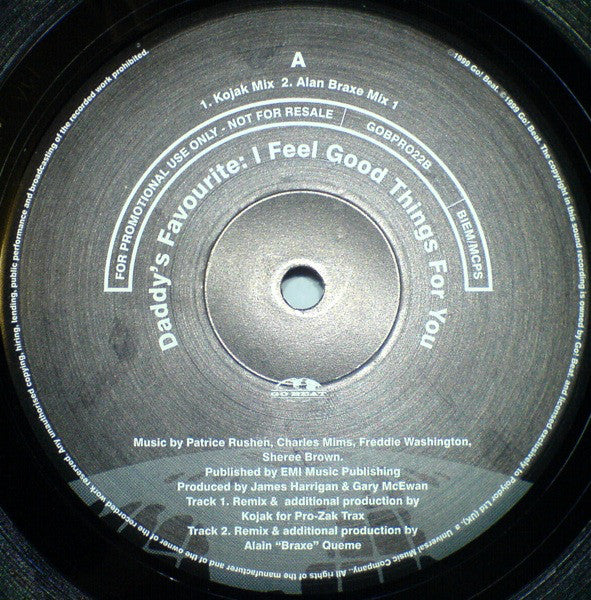 A
1. Kojak Mix 2. Alan Braxe Mix 1
FOR PROMOTIONAL USE ONLY - NOT FOR RESALE
GOBPRO22B
BIEM/MCPS
Daddy's Favourite: I Feel Good Things For You
GO BEAT
Music by Patrice Rushen, Charles Mims, Freddie Washington,
Sheree Brown.
Published by EMI Music Publishing
Produced by James Harrigan & Gary McEwan
Track 1. Remix & additional production by
Kojak for Pro-Zak Trax
Track 2. Remix & additional production by
Alain “Braxe” Queme
℗1999 Go! Beat. ©1999 Go! Beat. The copyright in this sound recording is owned by Go! Beat. and licensed exclusively to Polydor Ltd (UK). a Universal Music Company.. All rights of the manufacturer and of the owner of the recorded work reserved Any unauthorised copying, hiring, lending, public performance and broadcasting of the recorded work prohibited.